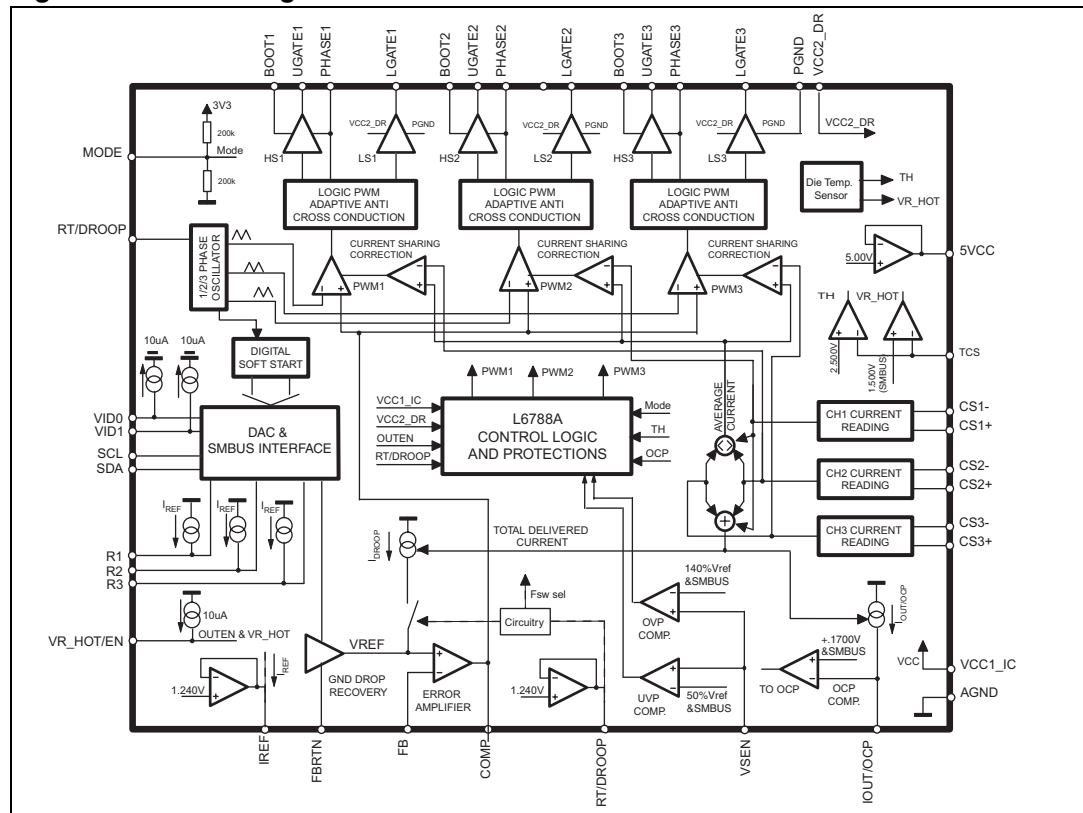 BOOT1
UGATE1
PHASE1
LGATE1
BOOT2
UGATE2
PHASE2
LGATE2
BOOT3
UGATE3
PHASE3
LGATE3
PGND
VCC2_DR
3V3
200k
Mode
200k
MODE
HS1
VCC2_DR
PGND
LS1
HS2
VCC2_DR
PGND
LS2
HS3
VCC2_DR
PGND
LS3
VCC2_DR
LOGIC PWM
ADAPTIVE ANTI
CROSS CONDUCTION
LOGIC PWM
ADAPTIVE ANTI
CROSS CONDUCTION
LOGIC PWM
ADAPTIVE ANTI
CROSS CONDUCTION
Die Temp.
Sensor
TH
VR_HOT
RT/DROOP
1/2/3 PHASE
OSCILLATOR
CURRENT SHARING
CORRECTION
PWM1
CURRENT SHARING
CORRECTION
PWM2
CURRENT SHARING
CORRECTION
PWM3
5.00V
5VCC
TH
VR_HOT
2.500V
1.500V
(SMBUS)
TCS
10uA
10uA
DIGITAL
SOFT START
VID0
VID1
SCL
SDA
DAC &
SMBUS INTERFACE
PWM1
PWM2
PWM3
VCC1_IC
VCC2_DR
OUTEN
RT/DROOP
L6788A
CONTROL LOGIC
AND PROTECTIONS
Mode
TH
OCP
AVERAGE
CURRENT
CH1 CURRENT
READING
CS1-
CS1+
CH2 CURRENT
READING
CS2-
CS2+
CH3 CURRENT
READING
CS3-
CS3+
IREF
IREF
IREF
R1
R2
R3
IDROOP
TOTAL DELIVERED
CURRENT
140%Vref
&SMBUS
OVP
COMP.
IOUT/OCP
10uA
VR_HOT/EN
OUTEN & VR_HOT
Fsw sel
Circuitry
VREF
GND DROP
RECOVERY
ERROR
AMPLIFIER
1.240V
IREF
1.240V
UVP
COMP.
50%Vref
&SMBUS
+.1700V
&SMBUS
TO OCP
OCP
COMP.
VCC
VCC1_IC
AGND
IREF
FBRTN
FB
COMP
RT/DROOP
VSEN
IOUT/OCP